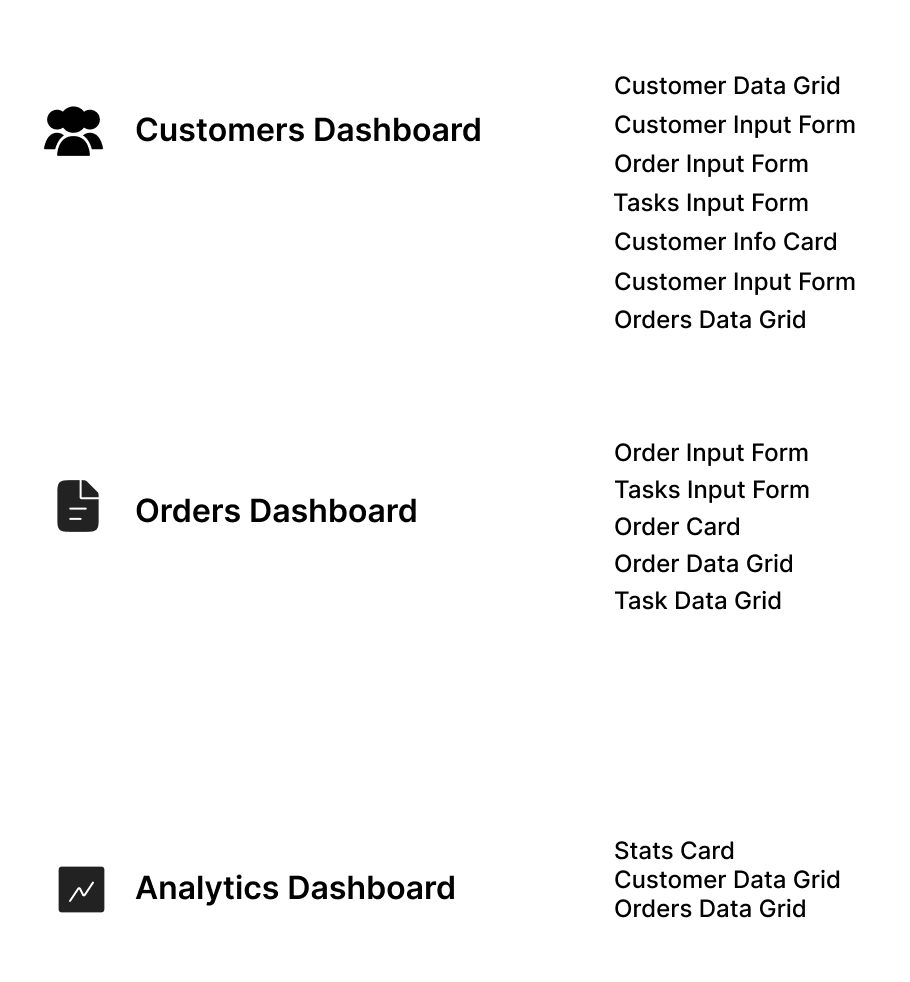 Customers Dashboard
Customer Data Grid
Customer Input Form
Order Input Form
Tasks Input Form
Customer Info Card
Customer Input Form
Orders Data Grid
Orders Dashboard
Order Input Form
Tasks Input Form
Order Card
Order Data Grid
Task Data Grid
Analytics Dashboard
Stats Card
Customer Data Grid
Orders Data Grid